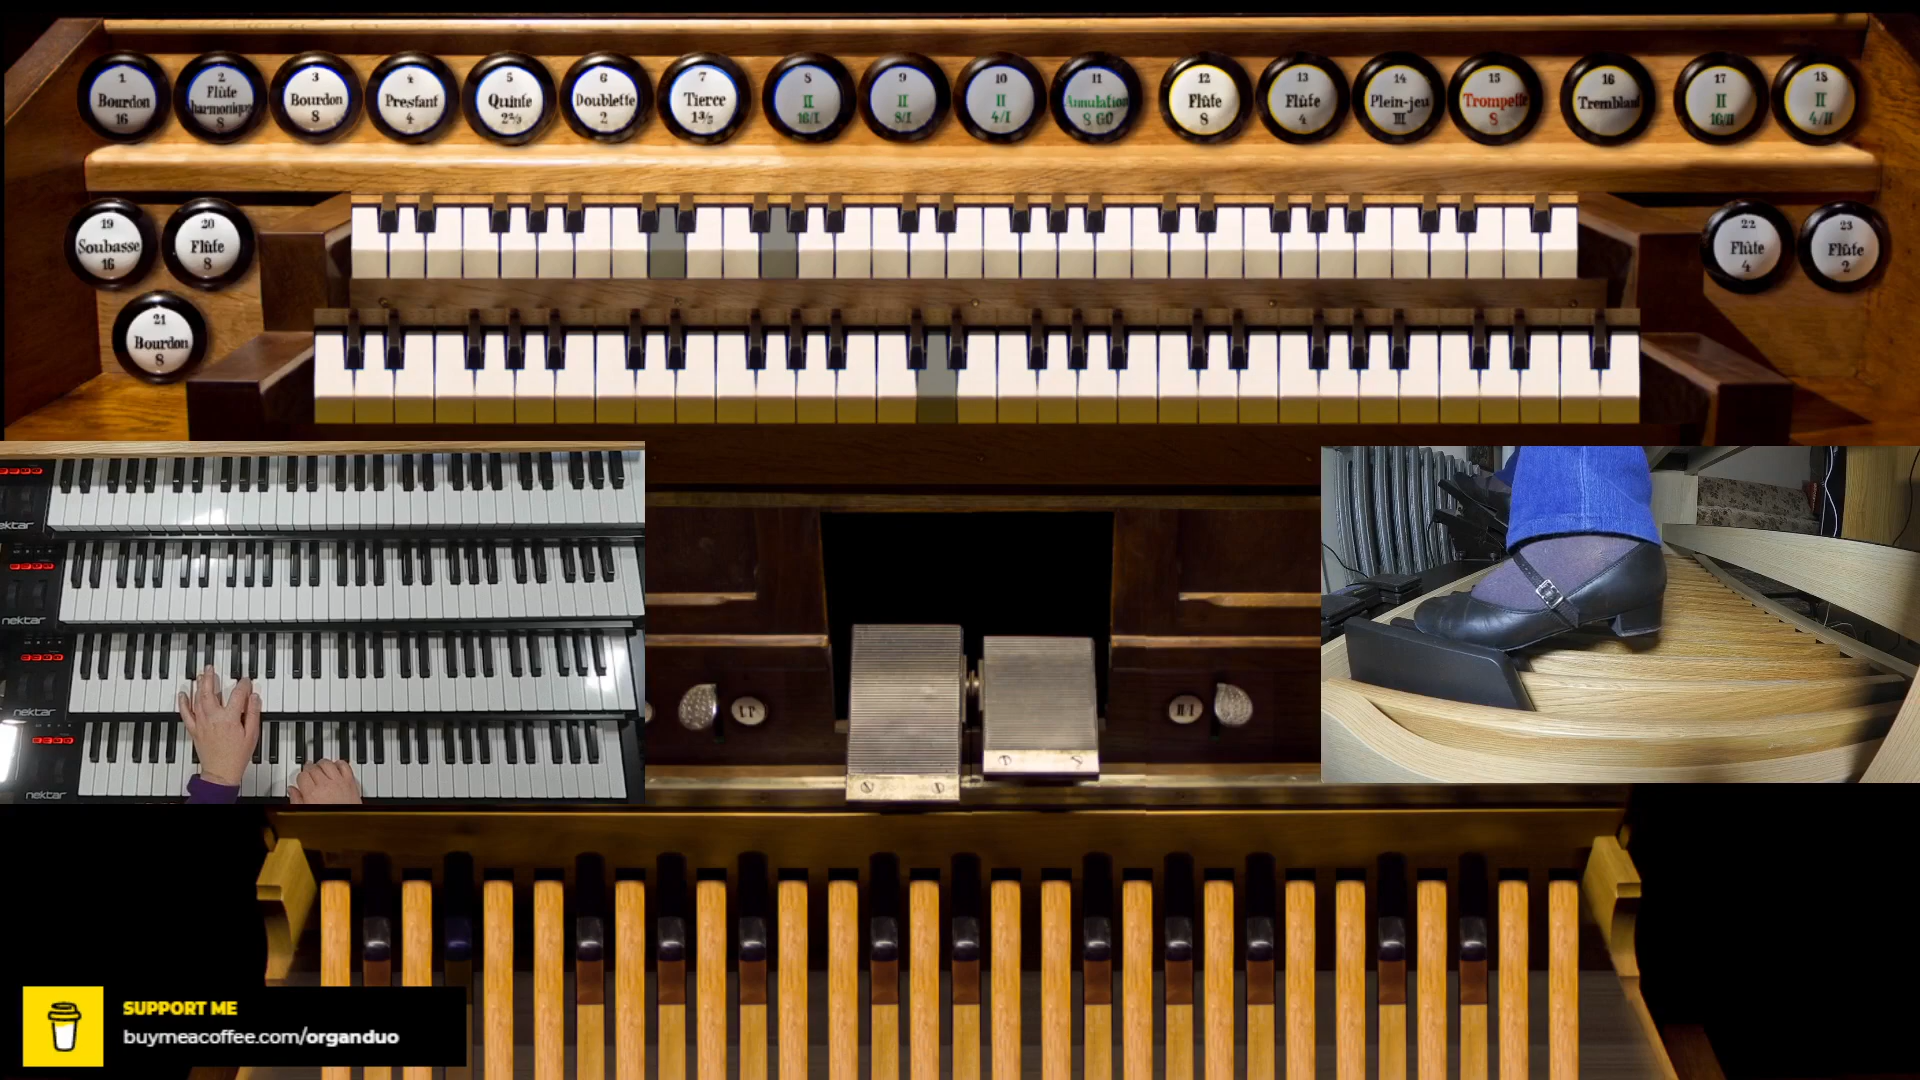 1
Bourdon
16
2
Flûte
harmonique
8
3
Bourdon
8
4
Prestant
4
5
Quinte
2⅔
6
Doublette
2
7
Tierce
1⅗
8
II
16/I
9
II
8/I
10
II
4/I
11
Annulation
8 GO
12
Flûte
8
13
Flûte
4
14
Plein-jeu
III
15
Trompette
8
16
Tremblant
17
II
16/II
18
II
4/II
19
Soubasse
16
20
Flûte
8
21
Bourdon
8
22
Flûte
4
23
Flûte
2
nektar
nektar
nektar
SUPPORT ME
buymeacoffee.com/organduo